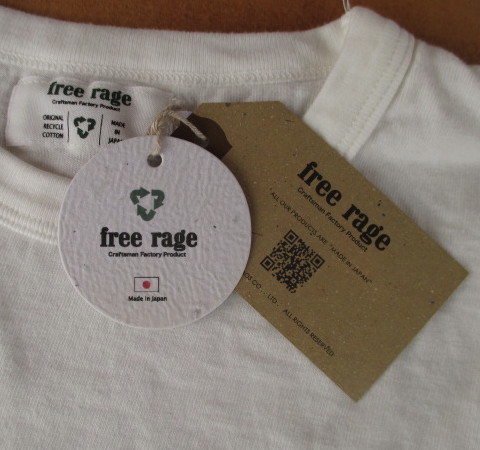 free rage
Craftsman Factory Product
ORIGINAL
RECYCLE
COTTON
MADE
IN
free rage
Craftsman Factory Product
Made in Japan
free rage
Craftsman Factory Product
ALL OUR PRODUCTS ARE "MADE IN JAPAN"
CO., LTD. ALL RIGHTS RESERVED